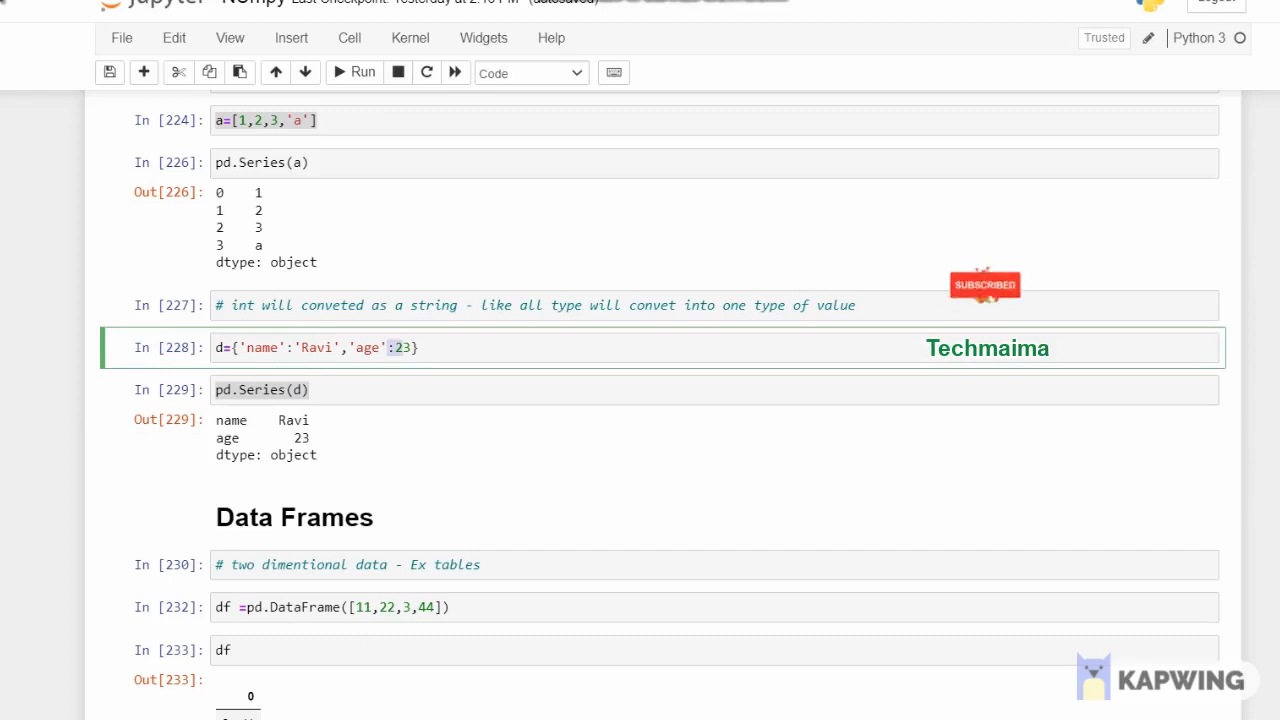 File Edit View Insert Cell Kernel Widgets Help Trusted Python 3
Run Code
In [224]: a=[1,2,3,'a']
In [226]: pd.Series(a)
Out[226]: 0 1
1 2
2 3
3 a
dtype: object
SUBSCRIBED
In [227]: # int will conveted as a string - like all type will convet into one type of value
In [228]: d={'name':'Ravi','age':23}
Techmaima
In [229]: pd.Series(d)
Out[229]: name Ravi
age 23
dtype: object
Data Frames
In [230]: # two dimentional data - Ex tables
In [232]: df =pd.DataFrame([11,22,3,44])
In [233]: df
Out[233]:
0
KAPWING